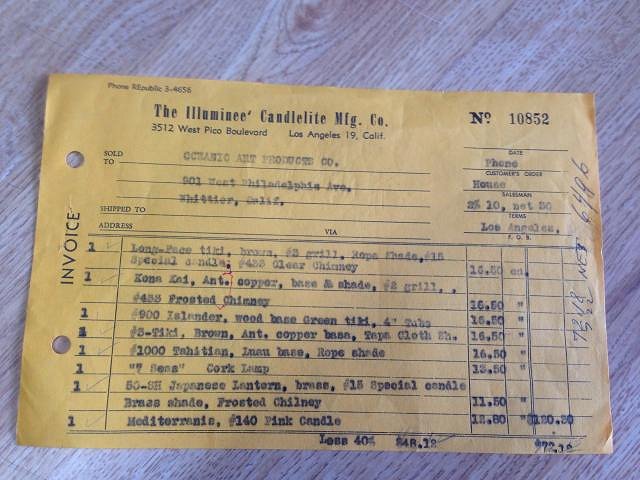 Phone REpublic 3-4656
The Illuminee' Candlelite Mfg. Co.
3512 West Pico Boulevard Los Angeles 19, Calif.
Nº 10852
SOLD TO
OCEANIC ART PRODUCTS CO.
901 West Philadelphia Ave.
Whittier, Calif.
SHIPPED TO
ADDRESS
VIA
DATE
Phone
CUSTOMER'S ORDER
House
SALESMAN
2% 10, net 30
TERMS
Los Angeles,
F. O. B.
INVOICE
1 Long-Face tiki, brown, #2 grill, Rope Shade, #15
Special candle, #433 Clear Chimney 16.50 ea.
1 Kona Kai, Ant. copper, base & shade, #2 grill, ,
#433 Frosted Chimney 16.50 "
1 #900 Islander, wood base Green tiki, 4" Tube 16.50 "
1 #3-Tiki, Brown, Ant. copper base, Tapa Cloth Sh. 16.50 "
1 #1000 Tahitian, Luau base, Rope shade 16.50 "
1 "7 Seas" Cork Lamp 13.50 "
1 50-SH Japanese Lantern, brass, #15 Special candle
Brass shade, Frosted Chilney 11.50 "
1 Mediterranis, #140 Pink Candle 12.80 " $120.30
Less 40% $48.12